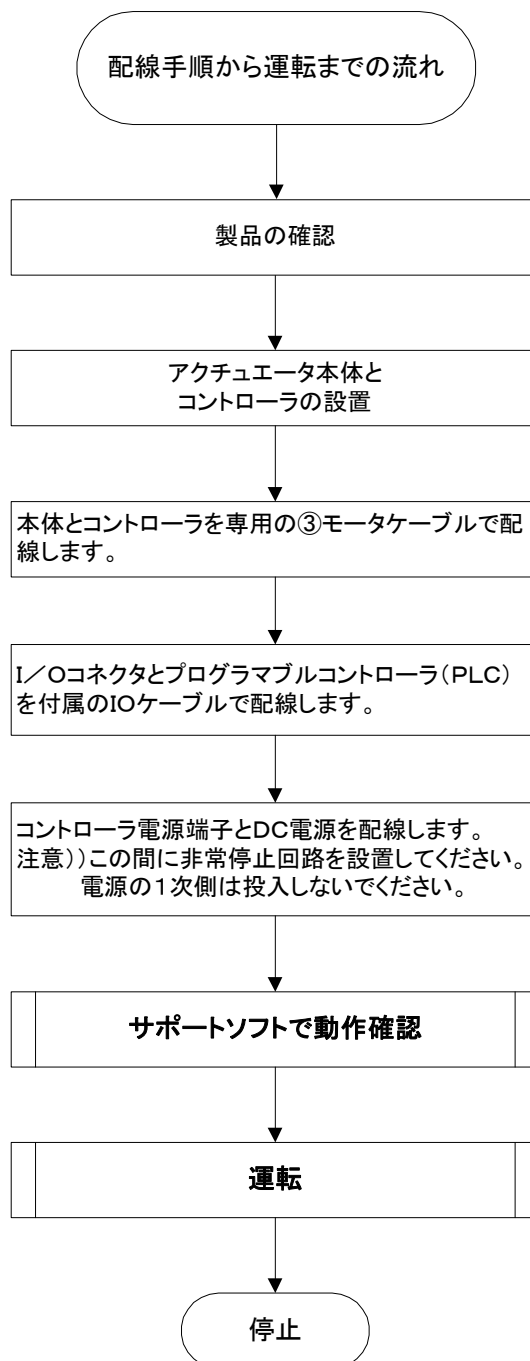 配線手順から運転までの流れ
製品の確認
アクチュエータ本体と
コントローラの設置
本体とコントローラを専用の③モータケーブルで配
線します。
I/Oコネクタとプログラマブルコントローラ(PLC)
を付属のIOケーブルで配線します。
コントローラ電源端子とDC電源を配線します。
注意))この間に非常停止回路を設置してください。
電源の1次側は投入しないでください。
サポートソフトで動作確認
運転
停止